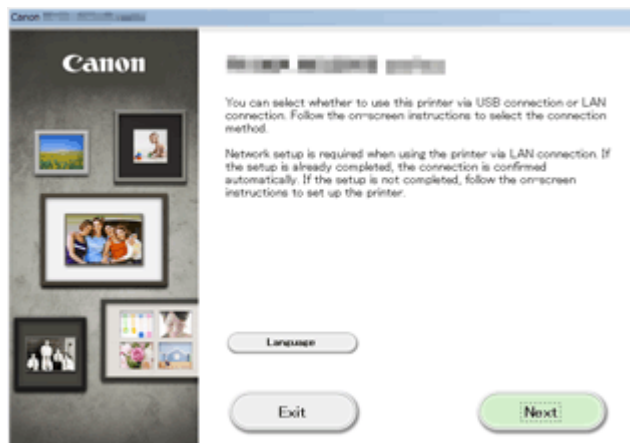 Canon
Canon
You can select whether to use this printer via USB connection or LAN
connection. Follow the on-screen instructions to select the connection
method.
Network setup is required when using the printer via LAN connection. If
the setup is already completed, the connection is confirmed
automatically. If the setup is not completed, follow the on-screen
instructions to set up the printer.
Language
Exit
Next